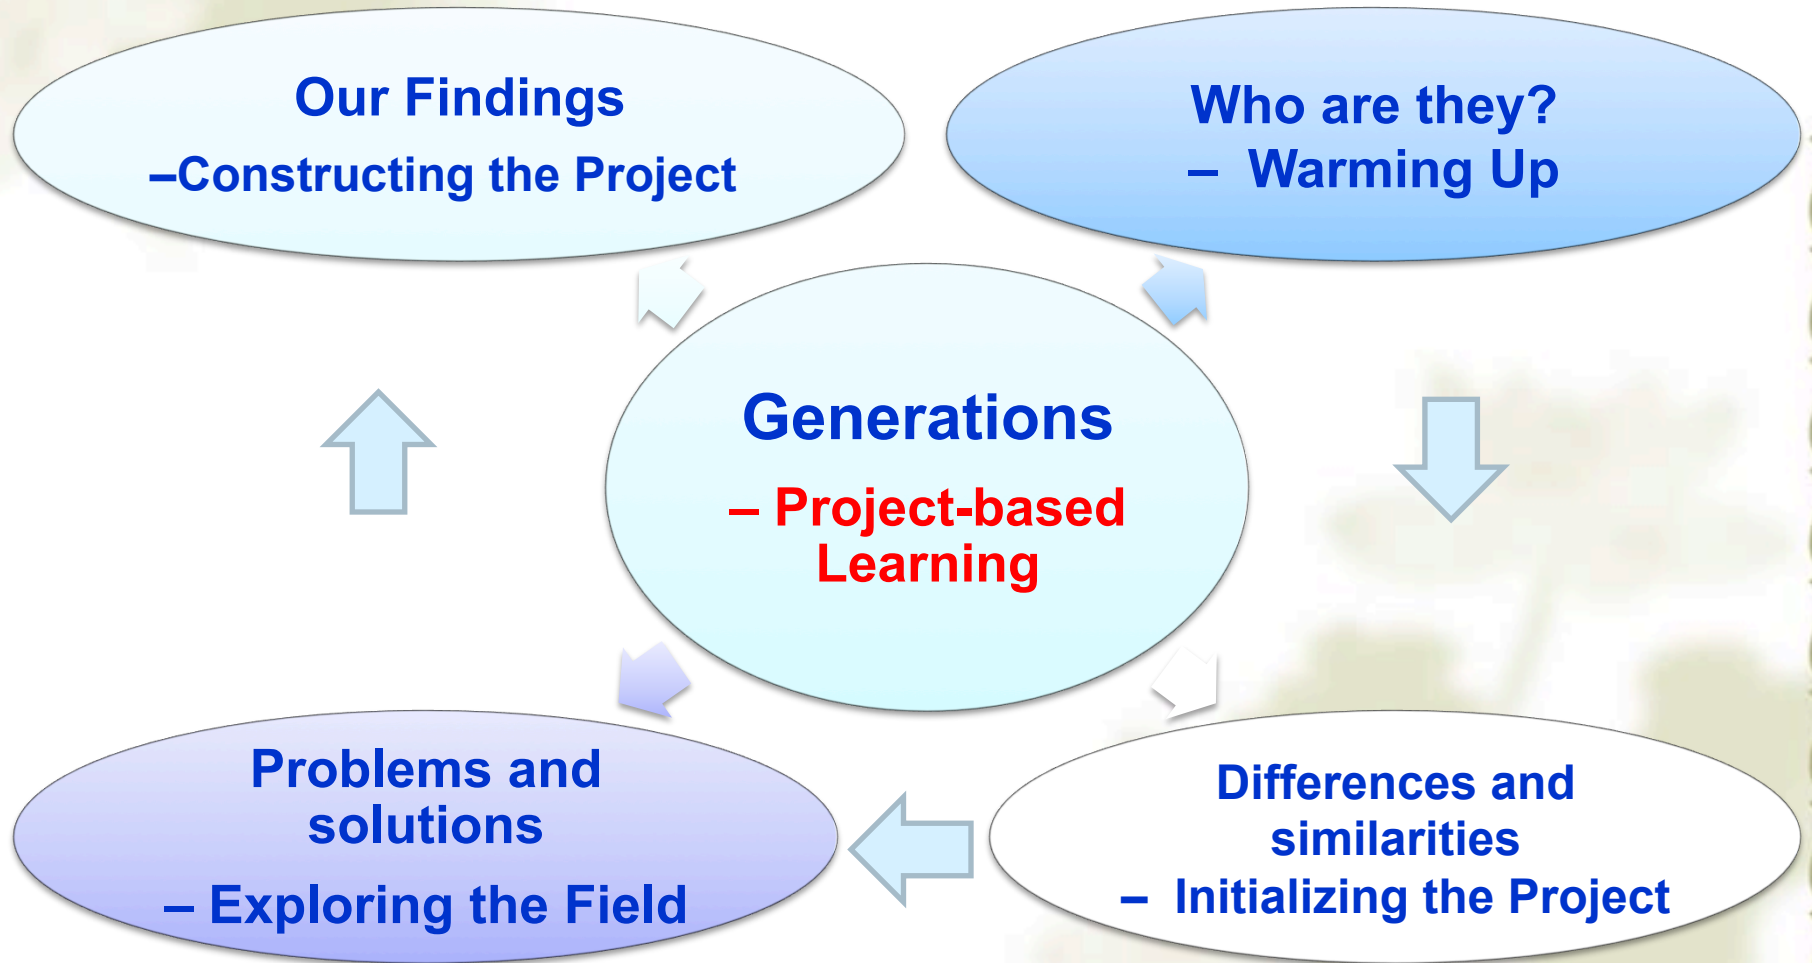 Our Findings
–Constructing the Project
Who are they?
– Warming Up
Generations
– Project-based
Learning
Problems and
solutions
– Exploring the Field
Differences and
similarities
– Initializing the Project